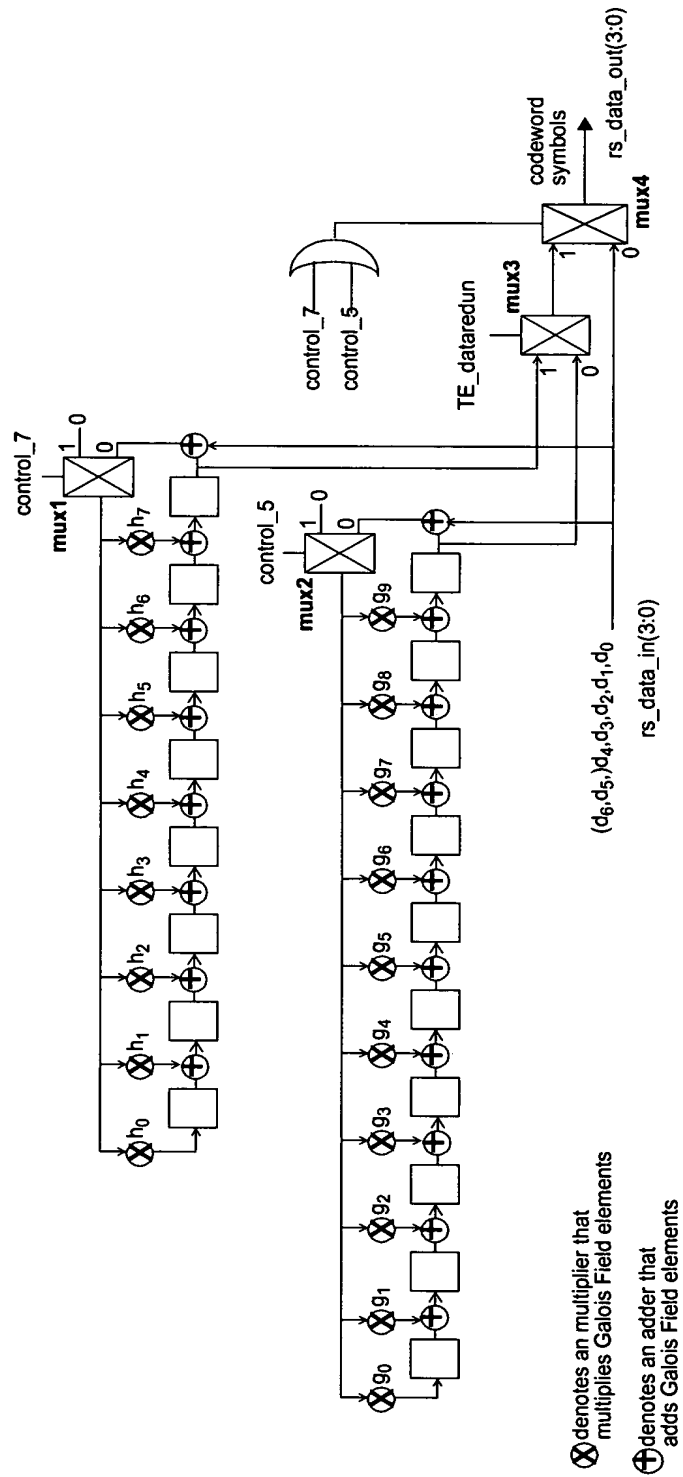 control_7
1
0
0
mux1
h0
h1
h2
h3
h4
h5
h6
h7
control_7
control_5
codeword
symbols
rs_data_out(3:0)
mux4
1
0
TE_dataredun
mux3
1
0
control_5
1
0
0
mux2
g0
g1
g2
g3
g4
g5
g6
g7
g8
g9
(d6,d5,)d4,d3,d2,d1,d0
rs_data_in(3:0)
denotes an multiplier that
multiplies Galois Field elements
denotes an adder that
adds Galois Field elements